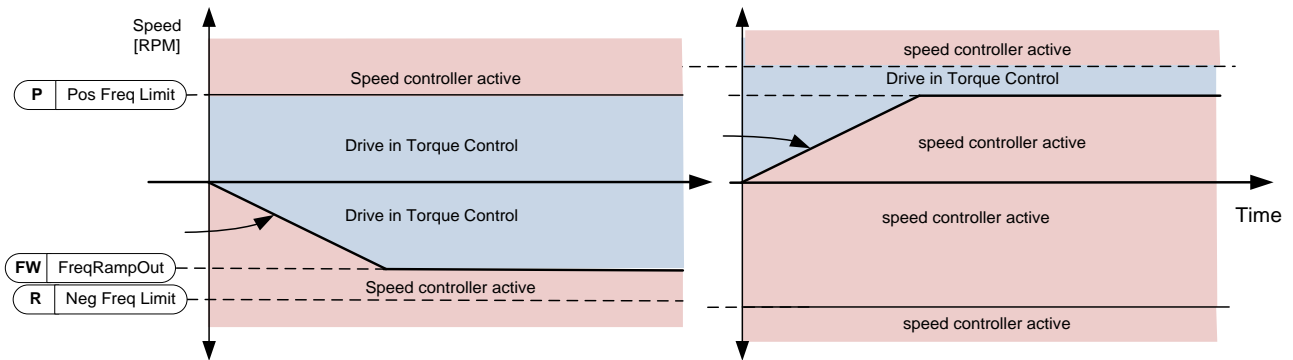 Speed
[RPM]
Speed controller active
P Pos Freq Limit
Drive in Torque Control
Drive in Torque Control
FW FreqRampOut
Speed controller active
R Neg Freq Limit
speed controller active
Drive in Torque Control
speed controller active
speed controller active
Time
speed controller active